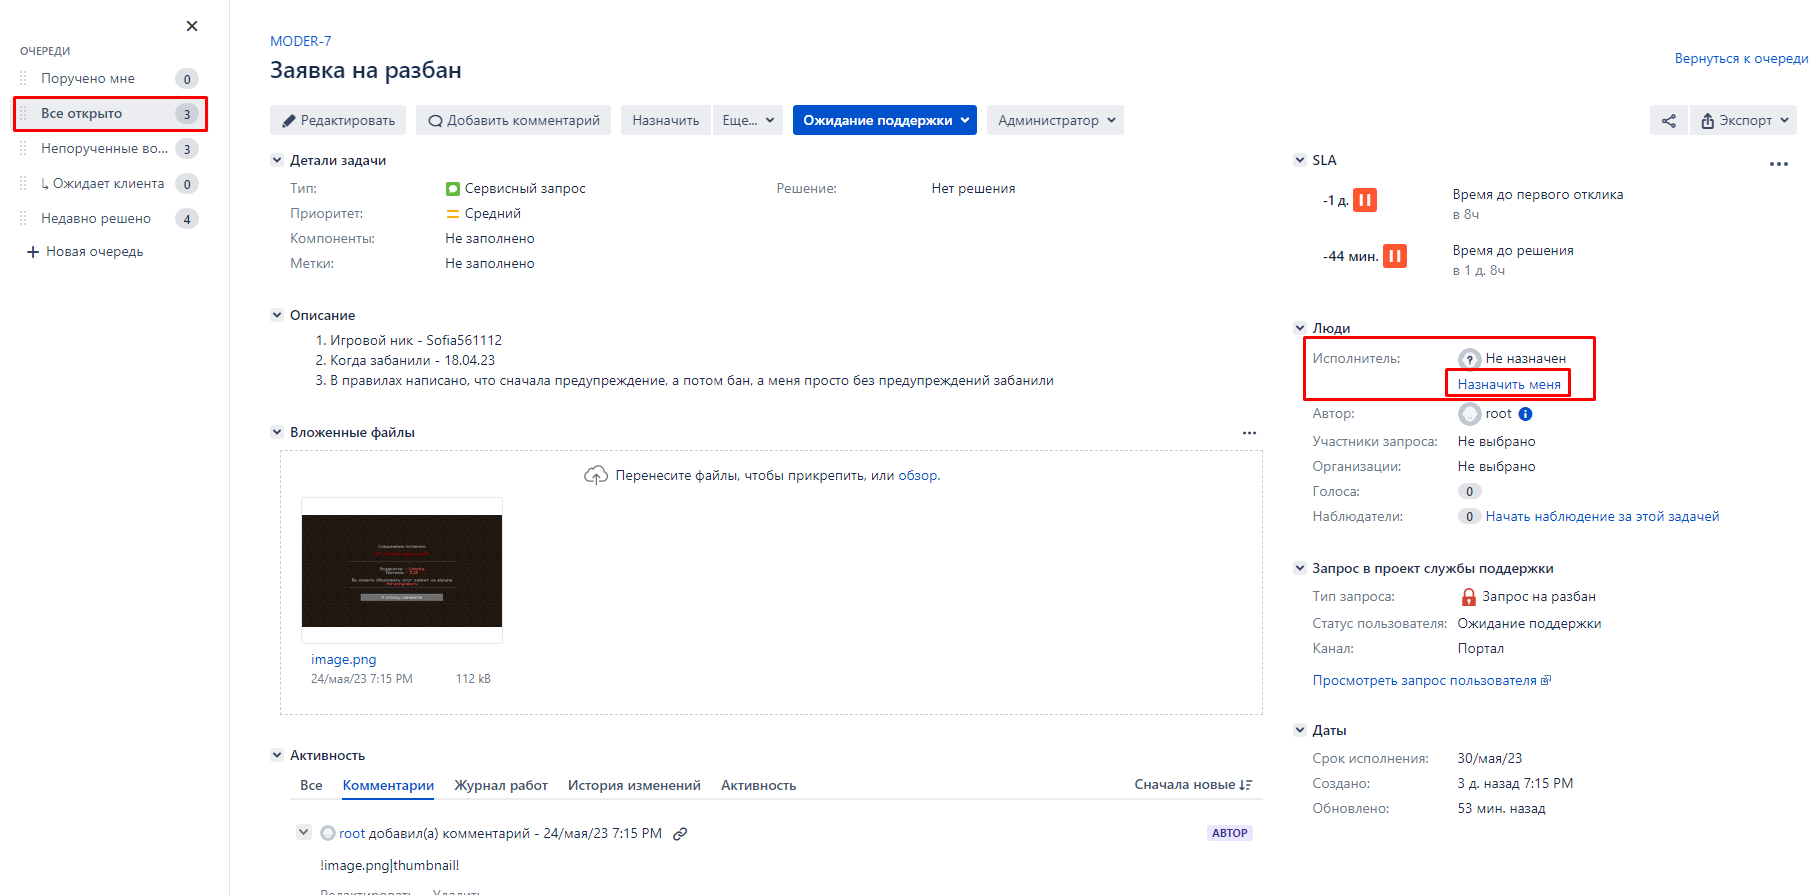 ОЧЕРЕДИ
Поручено мне 0
Все открыто 3
Непорученные во... 3
Ожидает клиента 0
Недавно решено 4
+ Новая очередь
MODER-7
Заявка на разбан
Вернуться к очереди
Редактировать
Добавить комментарий
Назначить
Еще...
Ожидание поддержки
Администратор
Экспорт
Детали задачи
Тип: Сервисный запрос
Решение: Нет решения
Приоритет: Средний
Компоненты: Не заполнено
Метки: Не заполнено
Описание
1. Игровой ник - Sofia561112
2. Когда забанили - 18.04.23
3. В правилах написано, что сначала предупреждение, а потом бан, а меня просто без предупреждений забанили
Вложенные файлы
Перенесите файлы, чтобы прикрепить, или обзор.
image.png
24/мая/23 7:15 PM 112 kB
Активность
Все Комментарии Журнал работ История изменений Активность
Сначала новые
root добавил(а) комментарий - 24/мая/23 7:15 PM
АВТОР
!image.png|thumbnail!
Редактировать Удалить
SLA
-1 д. Время до первого отклика
в 8ч
-44 мин. Время до решения
в 1 д. 8ч
Люди
Исполнитель: Не назначен
Назначить меня
Автор: root
Участники запроса: Не выбрано
Организации: Не выбрано
Голоса: 0
Наблюдатели: 0 Начать наблюдение за этой задачей
Запрос в проект службы поддержки
Тип запроса: Запрос на разбан
Статус пользователя: Ожидание поддержки
Канал: Портал
Просмотреть запрос пользователя
Даты
Срок исполнения: 30/мая/23
Создано: 3 д. назад 7:15 PM
Обновлено: 53 мин. назад